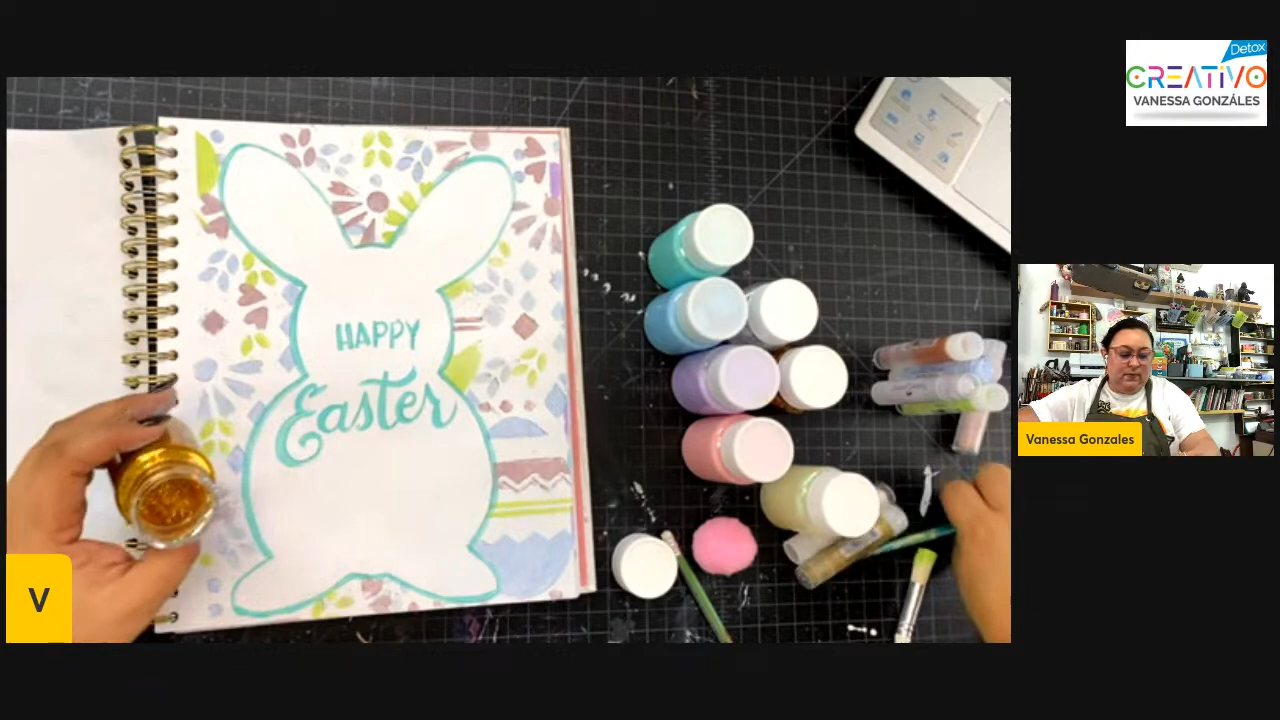 Detox
CREATIVO
VANESSA GONZÁLES
HAPPY
Easter
Vanessa Gonzales
V